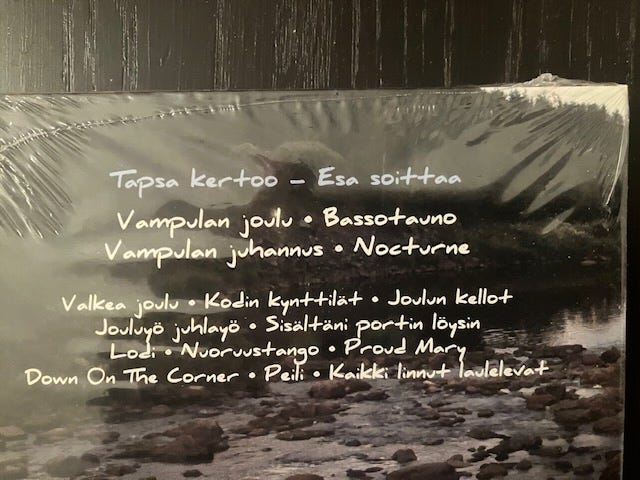 Tapsa kertoo – Esa soittaa
Vampulan joulu • Bassotauno
Vampulan juhannus • Nocturne
Valkea joulu • Kodin kynttilät • Joulun kellot
Jouluyö juhlayö • Sisältäni portin löysin
Lodi • Nuoruustango • Proud Mary
Down On The Corner • Peili • Kaikki linnut laulelevat